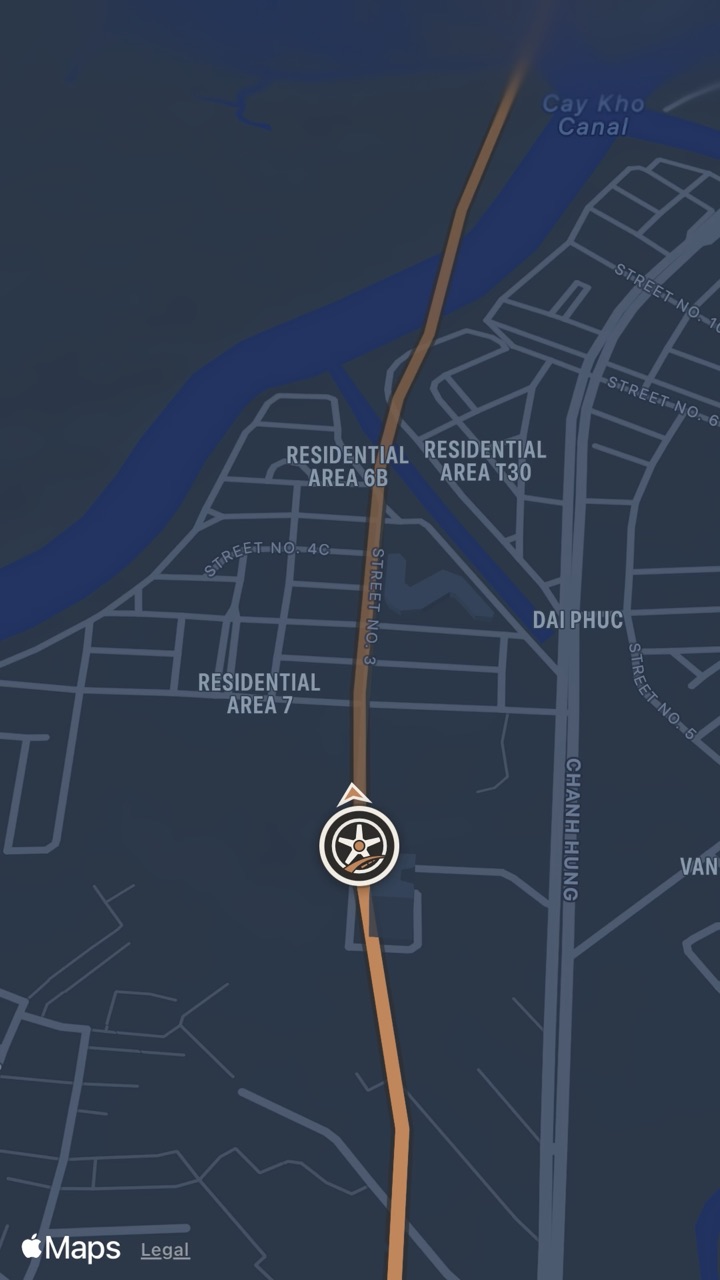 Cay Kho
Canal
STREET NO. 10
STREET NO. 6
RESIDENTIAL
AREA 6B
RESIDENTIAL
AREA T30
STREET NO. 4C
STREET NO. 3
DAI PHUC
RESIDENTIAL
AREA 7
STREET NO. 5
CHANH HUNG
VAN
Maps
Legal